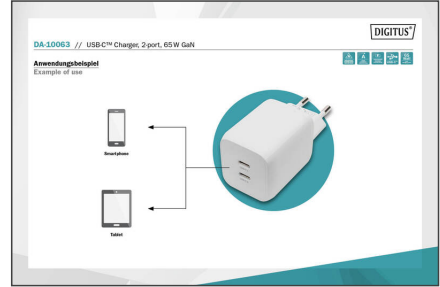 DIGITUS®
DA-10063 // USB-C™ Charger, 2-port, 65 W GaN
Anwendungsbeispiel
Example of use
Smartphone
Tablet